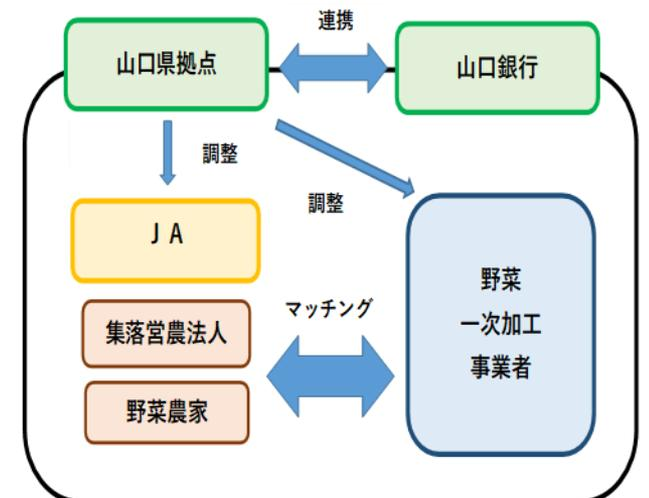 連携
山口県拠点
山口銀行
調整
調整
ＪＡ
集落営農法人
野菜農家
マッチング
野菜
一次加工
事業者